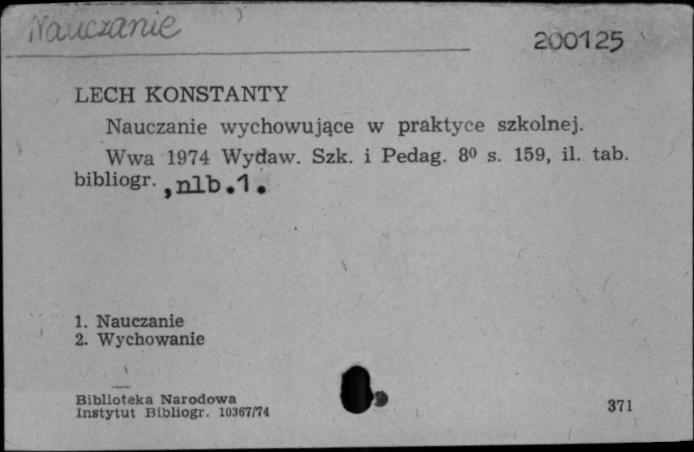 Nauczanie
200125
LECH KONSTANTY
Nauczanie wychowujące w praktyce szkolnej.
Wwa 1974 Wydaw. Szk. i Pedag. 8⁰ s. 159, il. tab.
bibliogr. , nlb.1.
1. Nauczanie
2. Wychowanie
Biblioteka Narodowa
Instytut Bibliogr. 10367/74
371